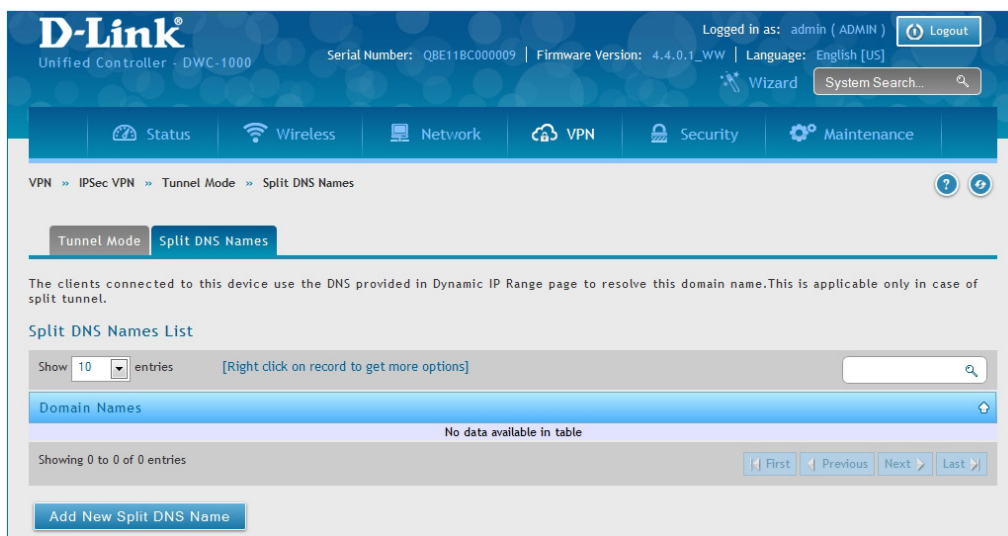 D-Link®
Logged in as: admin ( ADMIN ) Logout
Unified Controller - DWC-1000
Serial Number: QBE11BC000009 | Firmware Version: 4.4.0.1_WW | Language: English [US]
Wizard System Search...
Status Wireless Network VPN Security Maintenance
VPN » IPSec VPN » Tunnel Mode » Split DNS Names ?
Tunnel Mode Split DNS Names
The clients connected to this device use the DNS provided in Dynamic IP Range page to resolve this domain name.This is applicable only in case of
split tunnel.
Split DNS Names List
Show 10 entries [Right click on record to get more options]
Domain Names
No data available in table
Showing 0 to 0 of 0 entries First Previous Next Last
Add New Split DNS Name